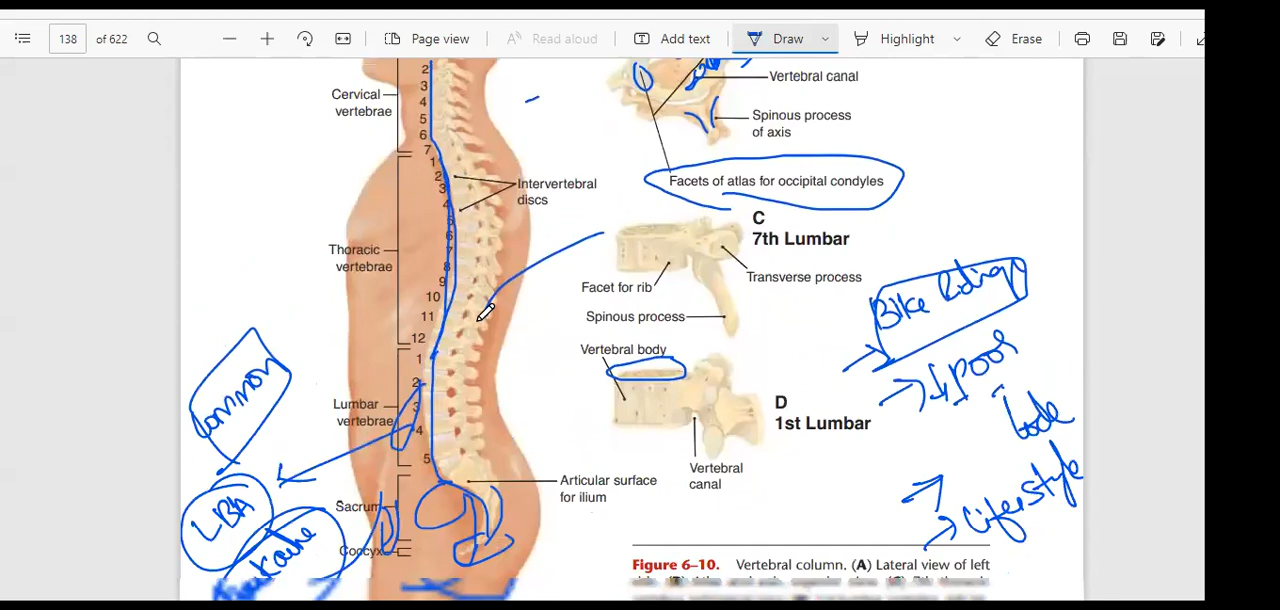 138 of 622
Page view
Read aloud
Add text
Draw
Highlight
Erase
Cervical
vertebrae
2
3
4
5
6
7
1
2
3
4
5
6
7
8
9
10
11
12
1
2
3
4
5
Intervertebral
discs
Thoracic
vertebrae
Lumbar
vertebrae
Sacrum
Coccyx
Articular surface
for ilium
Vertebral canal
Spinous process
of axis
Facets of atlas for occipital condyles
C
7th Lumbar
Transverse process
Facet for rib
Spinous process
Vertebral body
D
1st Lumbar
Vertebral
canal
Figure 6–10. Vertebral column. (A) Lateral view of left
Common
LBA
Bike Riding
poor